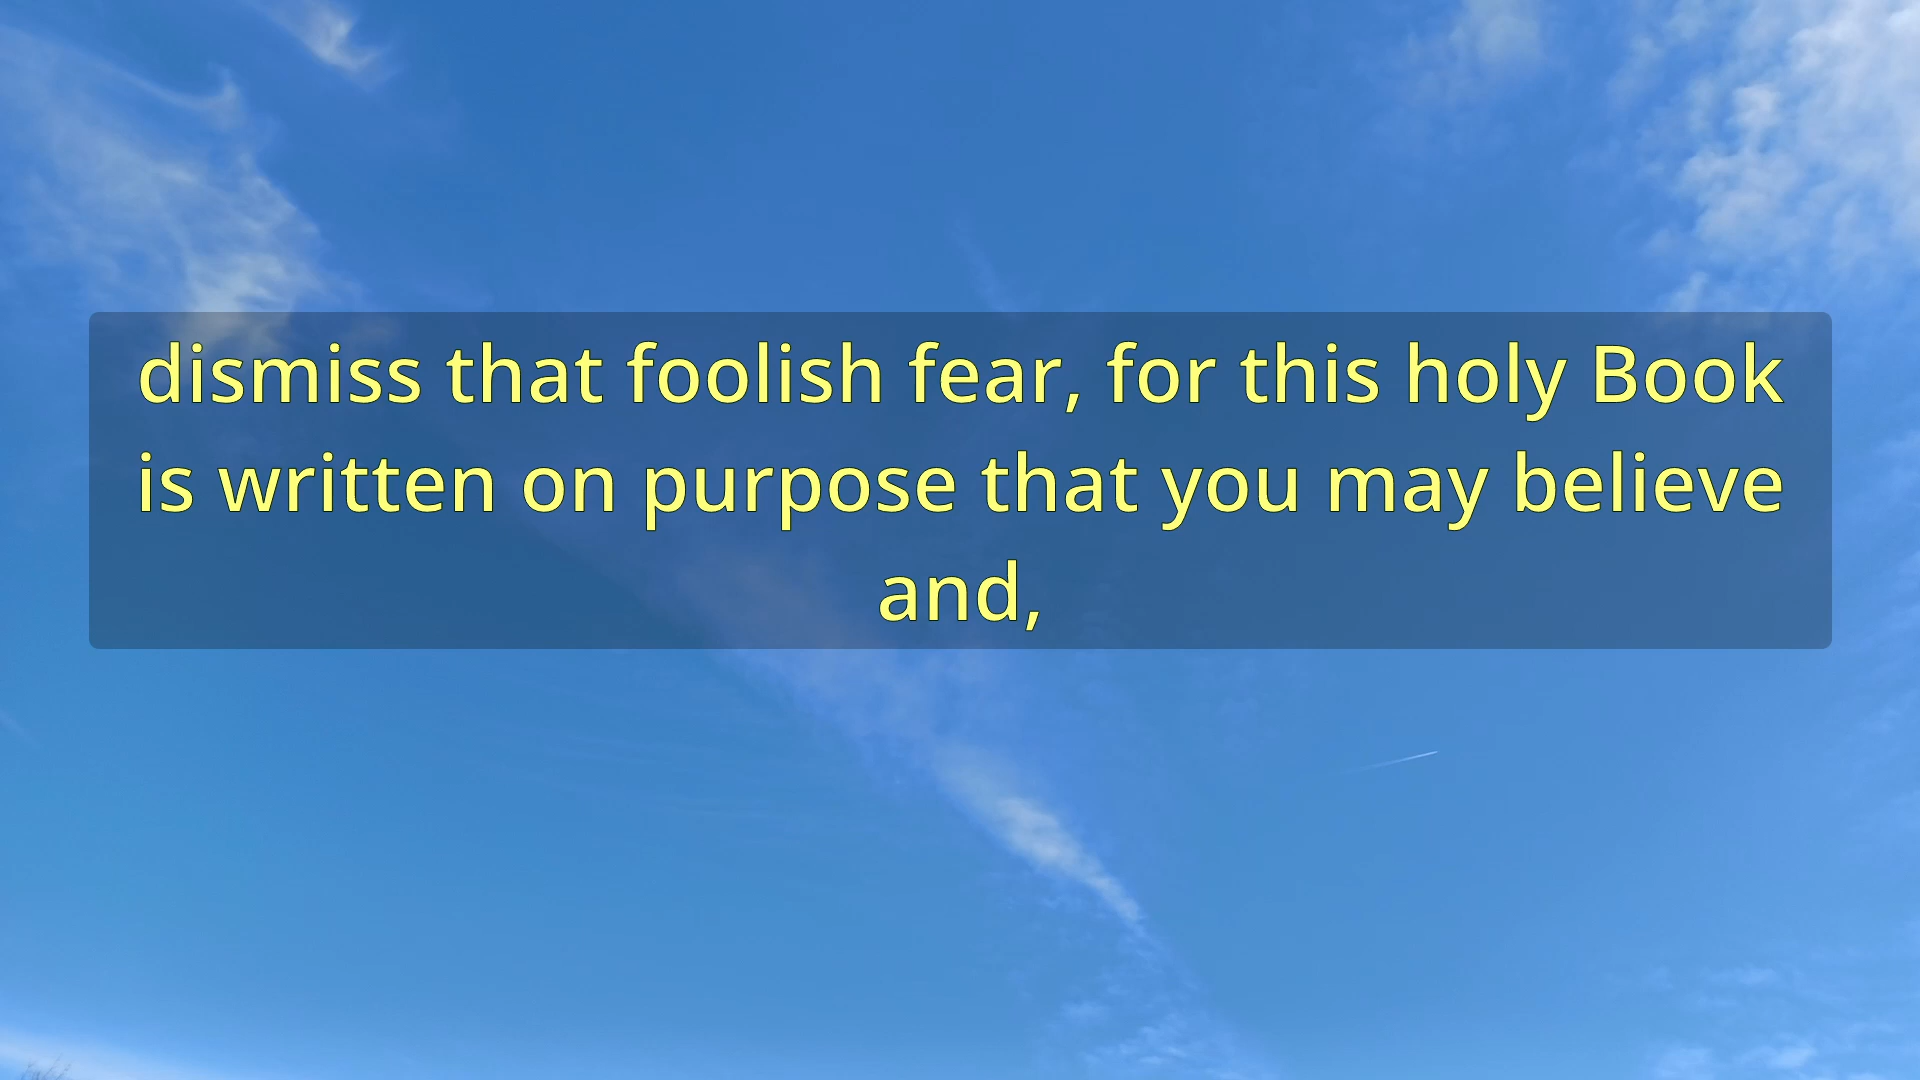 dismiss that foolish fear, for this holy Book
is written on purpose that you may believe
and,